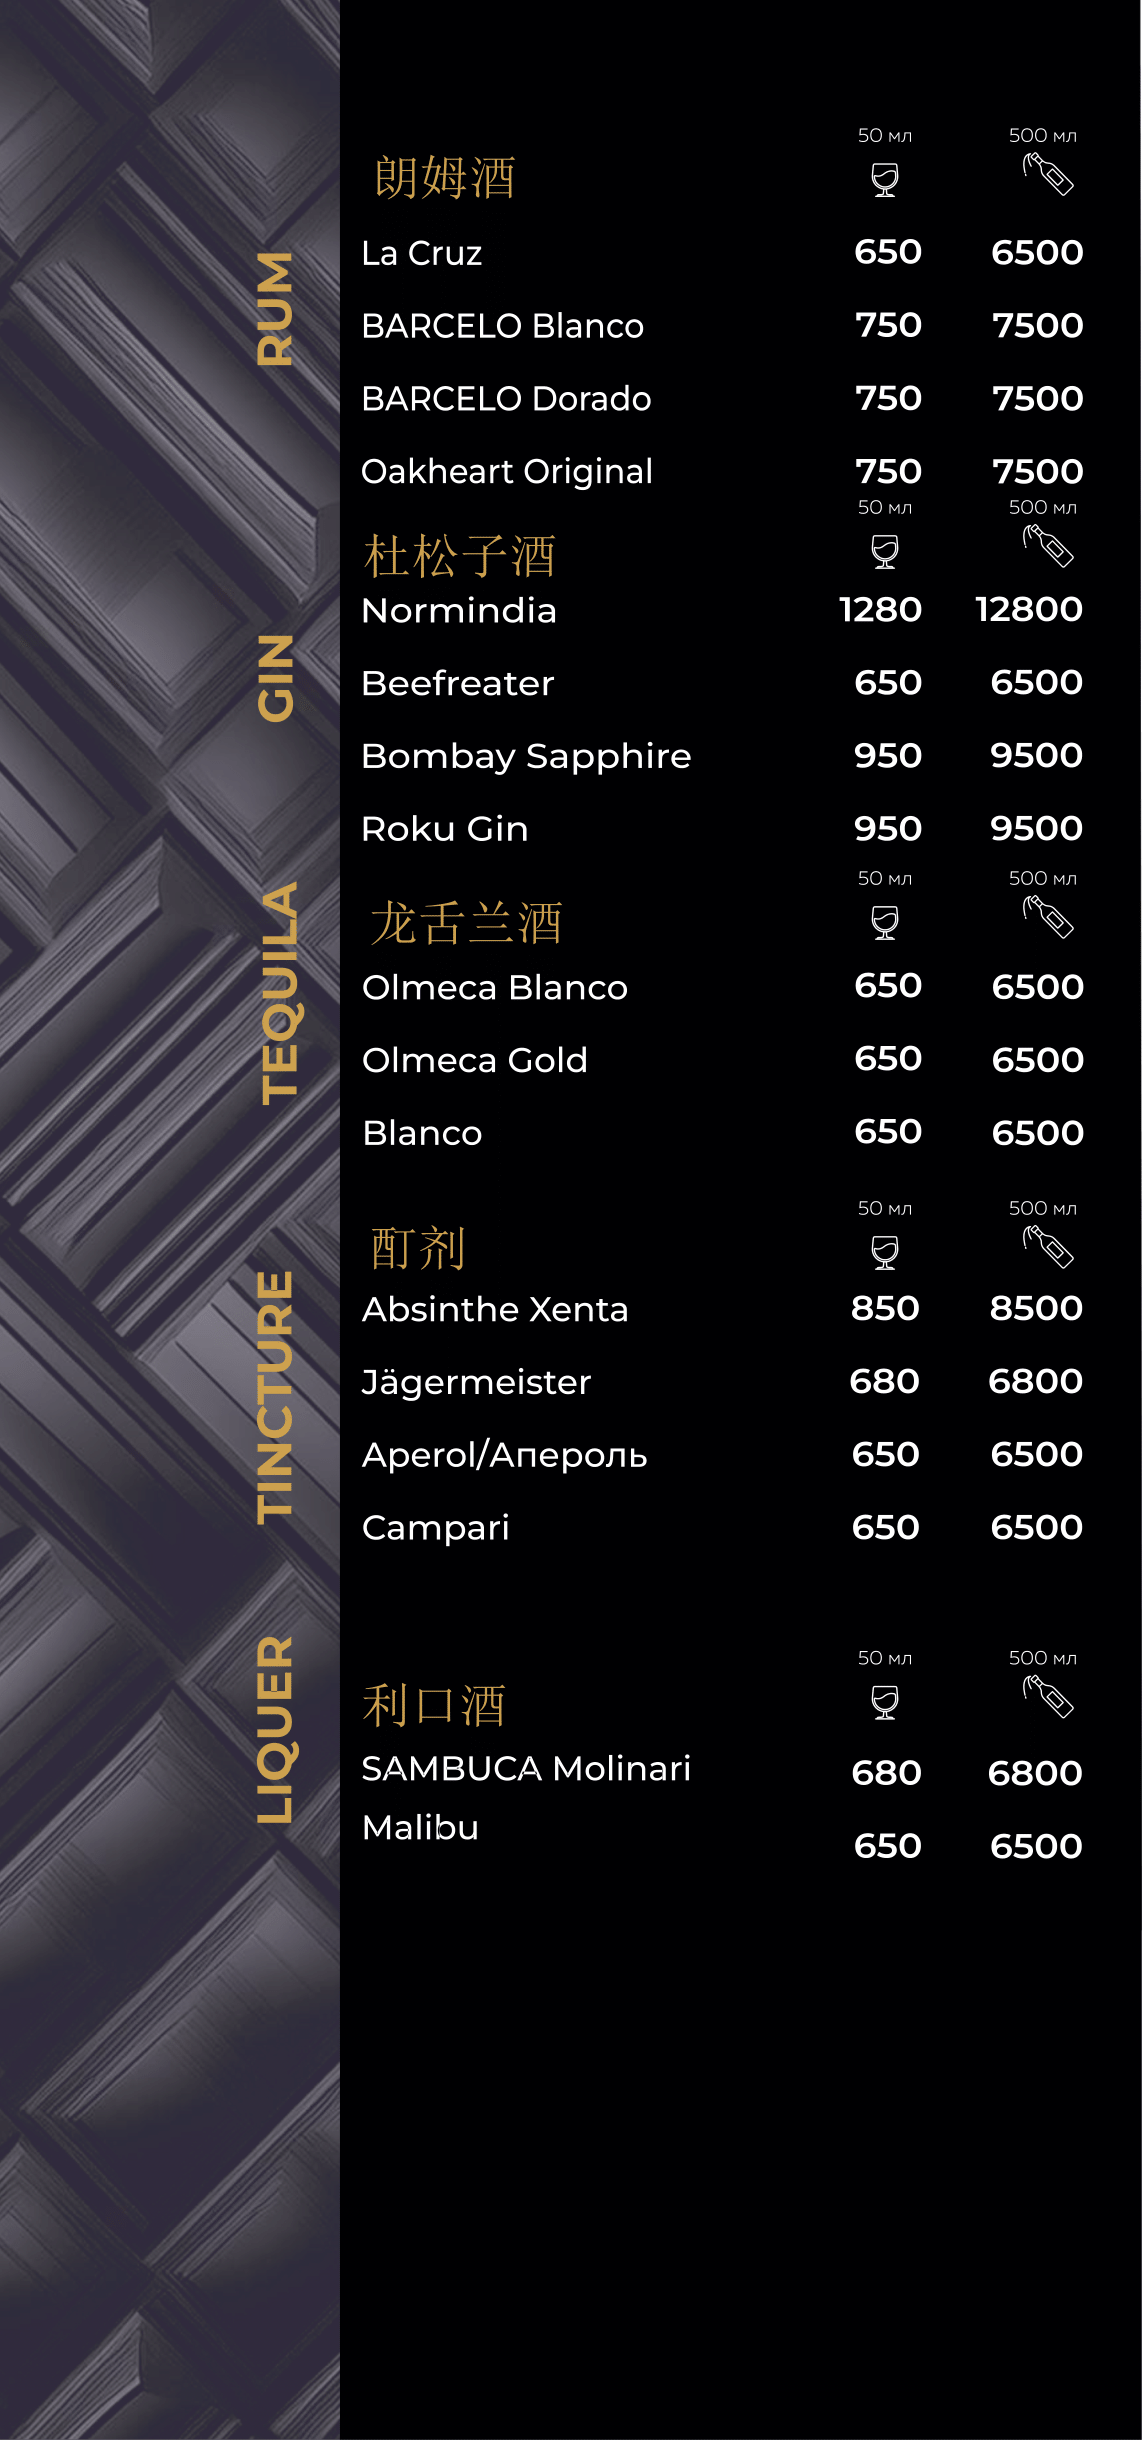 50 мл 500 мл
朗姆酒
RUM
La Cruz 650 6500
BARCELO Blanco 750 7500
BARCELO Dorado 750 7500
Oakheart Original 750 7500
50 мл 500 мл
杜松子酒
GIN
Normindia 1280 12800
Beefreater 650 6500
Bombay Sapphire 950 9500
Roku Gin 950 9500
50 мл 500 мл
龙舌兰酒
TEQUILA
Olmeca Blanco 650 6500
Olmeca Gold 650 6500
Blanco 650 6500
50 мл 500 мл
酊剂
TINCTURE
Absinthe Xenta 850 8500
Jägermeister 680 6800
Aperol/Апероль 650 6500
Campari 650 6500
50 мл 500 мл
利口酒
LIQUER
SAMBUCA Molinari 680 6800
Malibu 650 6500